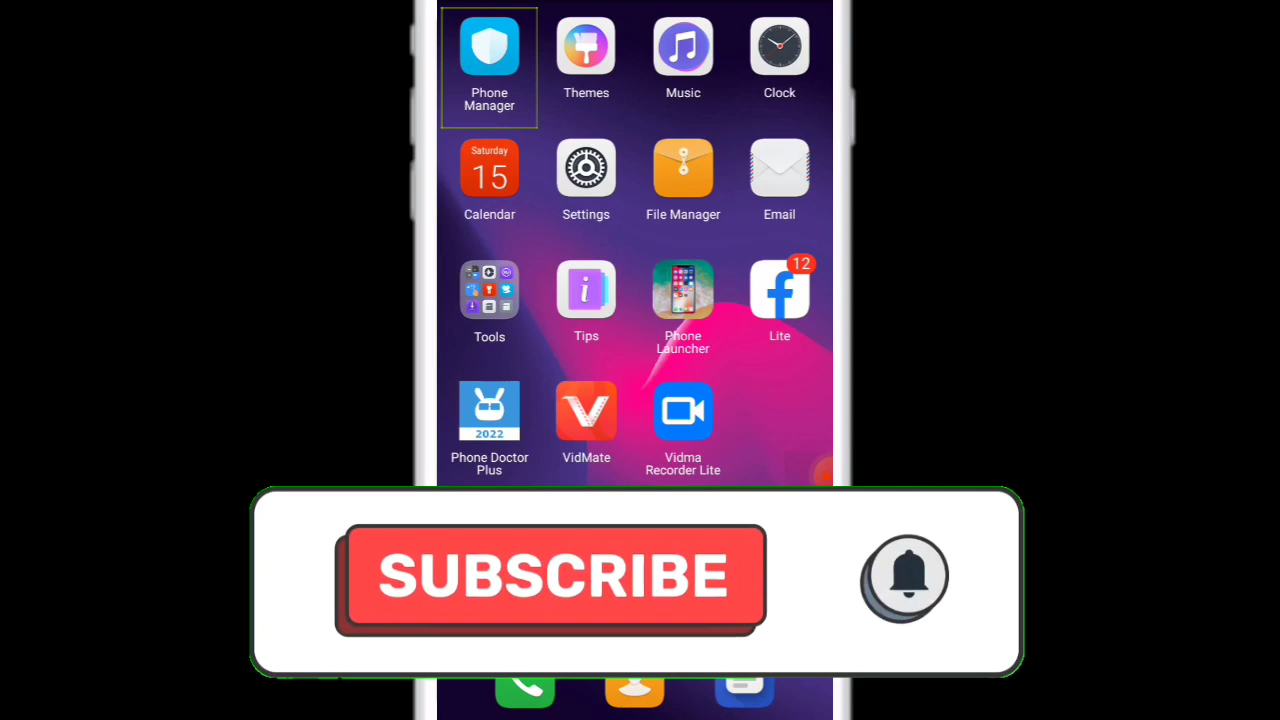 Phone
Manager
Themes
Music
Clock
Saturday
15
Calendar
Settings
File Manager
Email
12
Tools
Tips
Phone
Launcher
Lite
2022
Phone Doctor
Plus
VidMate
Vidma
Recorder Lite
SUBSCRIBE